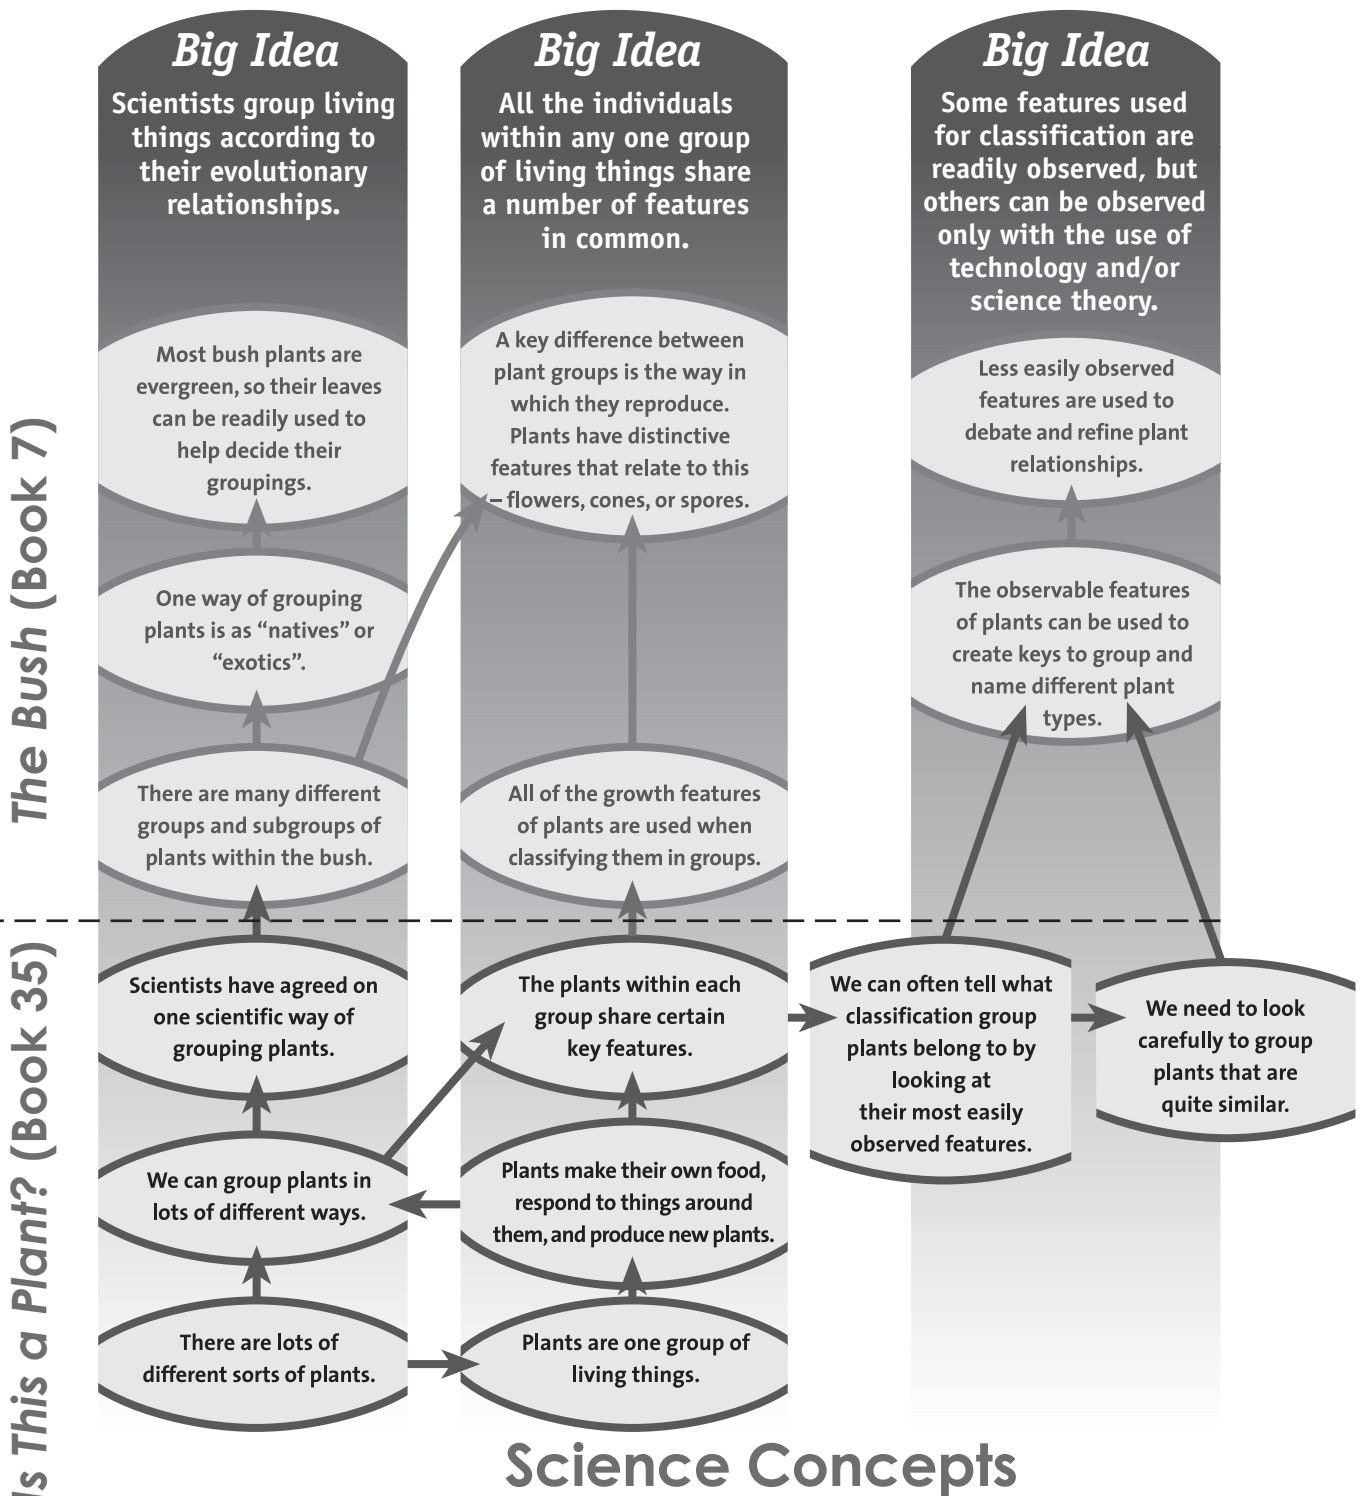 Big Idea
Scientists group living
things according to
their evolutionary
relationships.
Big Idea
All the individuals
within any one group
of living things share
a number of features
in common.
Big Idea
Some features used
for classification are
readily observed, but
others can be observed
only with the use of
technology and/or
science theory.
The Bush (Book 7)
Most bush plants are
evergreen, so their leaves
can be readily used to
help decide their
groupings.
A key difference between
plant groups is the way in
which they reproduce.
Plants have distinctive
features that relate to this
– flowers, cones, or spores.
Less easily observed
features are used to
debate and refine plant
relationships.
One way of grouping
plants is as “natives” or
“exotics”.
The observable features
of plants can be used to
create keys to group and
name different plant
types.
There are many different
groups and subgroups of
plants within the bush.
All of the growth features
of plants are used when
classifying them in groups.
Is This a Plant? (Book 35)
Scientists have agreed on
one scientific way of
grouping plants.
The plants within each
group share certain
key features.
We can often tell what
classification group
plants belong to by
looking at
their most easily
observed features.
We need to look
carefully to group
plants that are
quite similar.
We can group plants in
lots of different ways.
Plants make their own food,
respond to things around
them, and produce new plants.
There are lots of
different sorts of plants.
Plants are one group of
living things.
Science Concepts